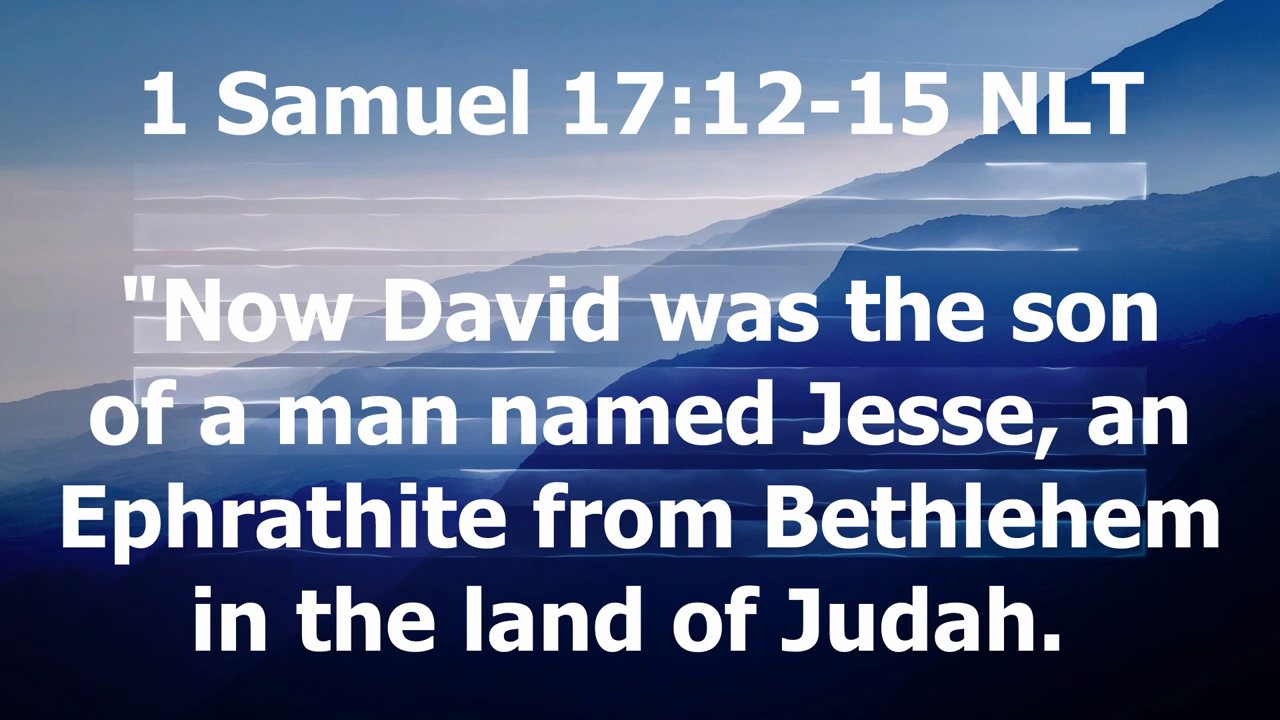 1 Samuel 17:12-15 NLT
"Now David was the son
of a man named Jesse, an
Ephrathite from Bethlehem
in the land of Judah.